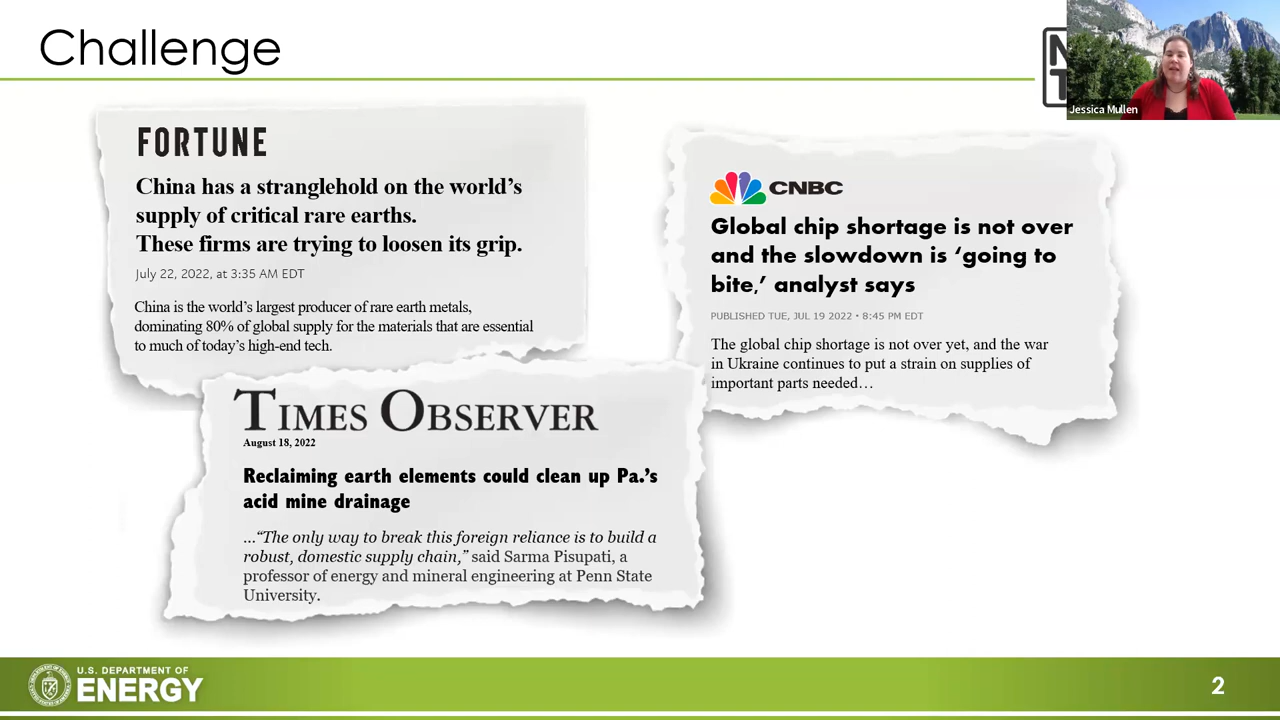 Challenge
Jessica Mullen
FORTUNE
China has a stranglehold on the world's
supply of critical rare earths.
These firms are trying to loosen its grip.
July 22, 2022, at 3:35 AM EDT
China is the world's largest producer of rare earth metals,
dominating 80% of global supply for the materials that are essential
to much of today's high-end tech.
CNBC
Global chip shortage is not over
and the slowdown is ‘going to
bite,’ analyst says
PUBLISHED TUE, JUL 19 2022 • 8:45 PM EDT
The global chip shortage is not over yet, and the war
in Ukraine continues to put a strain on supplies of
important parts needed…
TIMES OBSERVER
August 18, 2022
Reclaiming earth elements could clean up Pa.'s
acid mine drainage
...“The only way to break this foreign reliance is to build a
robust, domestic supply chain,” said Sarma Pisupati, a
professor of energy and mineral engineering at Penn State
University.
U.S. DEPARTMENT OF
ENERGY
2